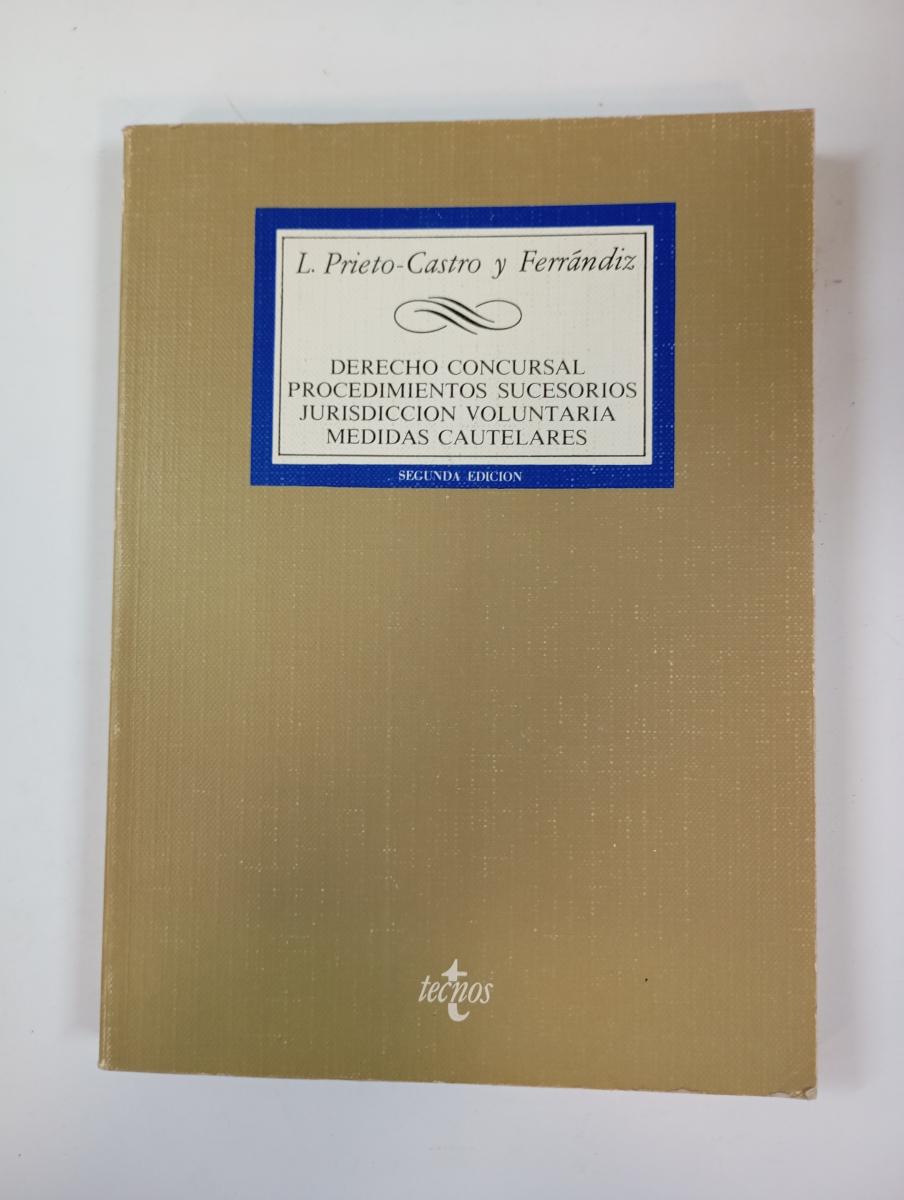 L. Prieto-Castro y Ferrándiz
DERECHO CONCURSAL
PROCEDIMIENTOS SUCESORIOS
JURISDICCION VOLUNTARIA
MEDIDAS CAUTELARES
SEGUNDA EDICION
tecnos